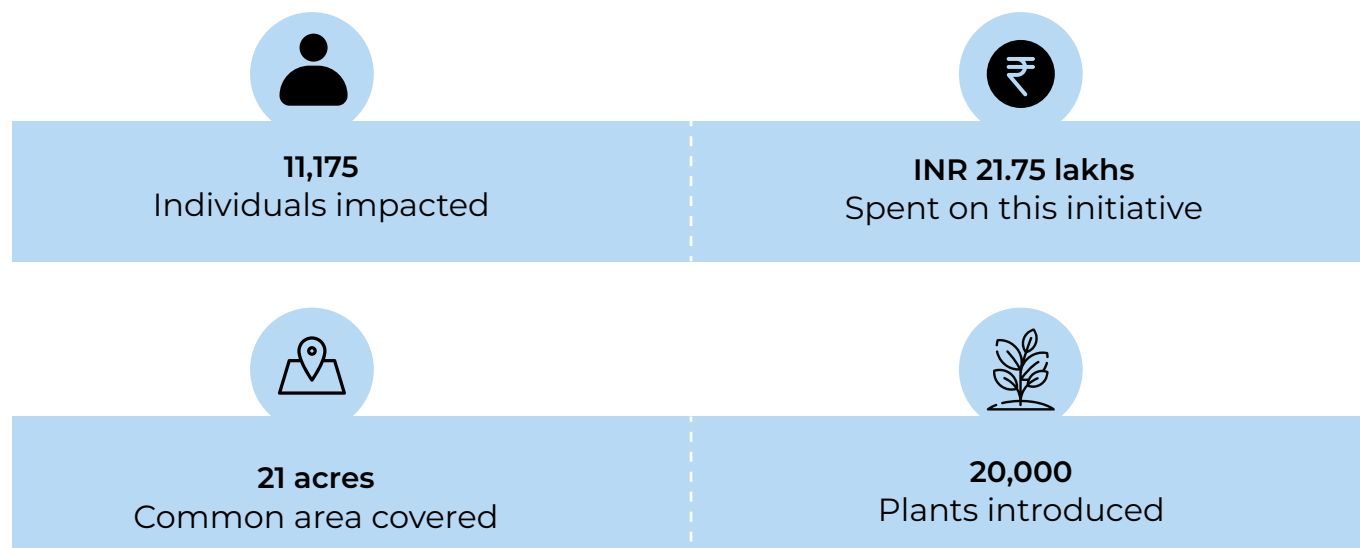 ₹
11,175
Individuals impacted
INR 21.75 lakhs
Spent on this initiative
21 acres
Common area covered
20,000
Plants introduced